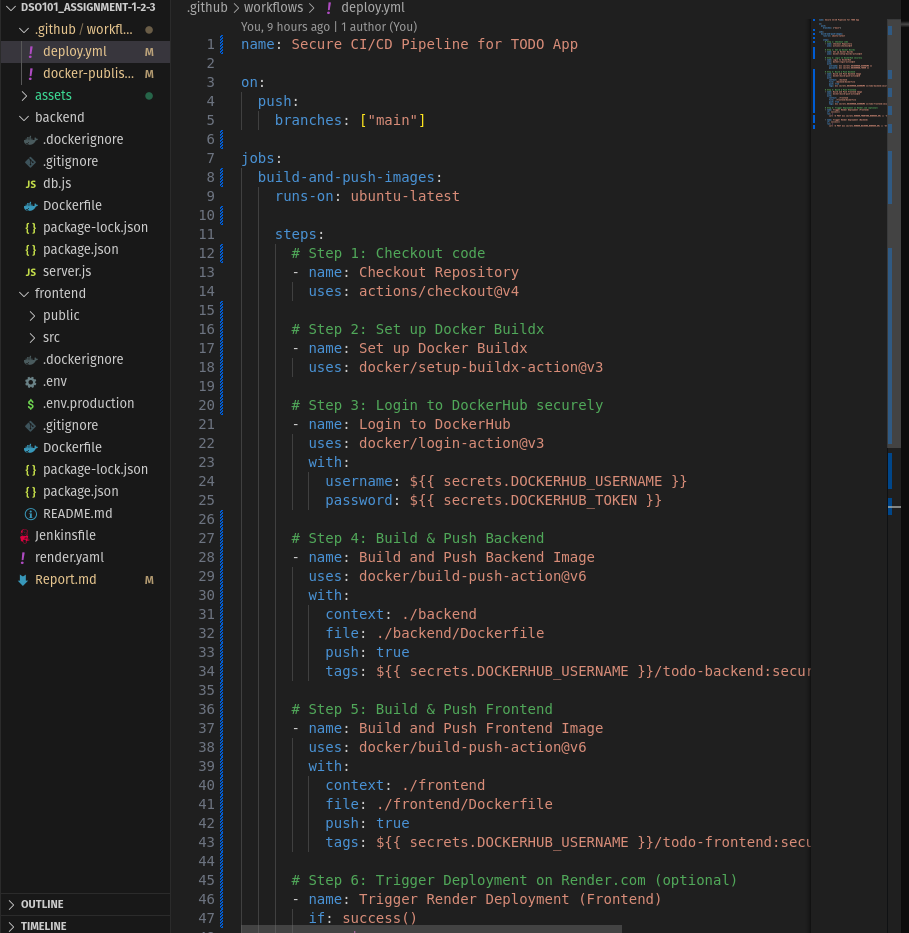 DSO101_ASSIGNMENT-1-2-3
.github / workfl...
deploy.yml M
docker-publis... M
assets
backend
.dockerignore
.gitignore
JS db.js
Dockerfile
{} package-lock.json
{} package.json
JS server.js
frontend
public
src
.dockerignore
.env
$ .env.production
.gitignore
Dockerfile
{} package-lock.json
{} package.json
README.md
Jenkinsfile
! render.yaml
Report.md M
OUTLINE
TIMELINE
.github > workflows > ! deploy.yml
You, 9 hours ago | 1 author (You)
1 name: Secure CI/CD Pipeline for TODO App
2
3 on:
4 push:
5 branches: ["main"]
6
7 jobs:
8 build-and-push-images:
9 runs-on: ubuntu-latest
10
11 steps:
12 # Step 1: Checkout code
13 - name: Checkout Repository
14 uses: actions/checkout@v4
15
16 # Step 2: Set up Docker Buildx
17 - name: Set up Docker Buildx
18 uses: docker/setup-buildx-action@v3
19
20 # Step 3: Login to DockerHub securely
21 - name: Login to DockerHub
22 uses: docker/login-action@v3
23 with:
24 username: ${{ secrets.DOCKERHUB_USERNAME }}
25 password: ${{ secrets.DOCKERHUB_TOKEN }}
26
27 # Step 4: Build & Push Backend
28 - name: Build and Push Backend Image
29 uses: docker/build-push-action@v6
30 with:
31 context: ./backend
32 file: ./backend/Dockerfile
33 push: true
34 tags: ${{ secrets.DOCKERHUB_USERNAME }}/todo-backend:secur
35
36 # Step 5: Build & Push Frontend
37 - name: Build and Push Frontend Image
38 uses: docker/build-push-action@v6
39 with:
40 context: ./frontend
41 file: ./frontend/Dockerfile
42 push: true
43 tags: ${{ secrets.DOCKERHUB_USERNAME }}/todo-frontend:secu
44
45 # Step 6: Trigger Deployment on Render.com (optional)
46 - name: Trigger Render Deployment (Frontend)
47 if: success()